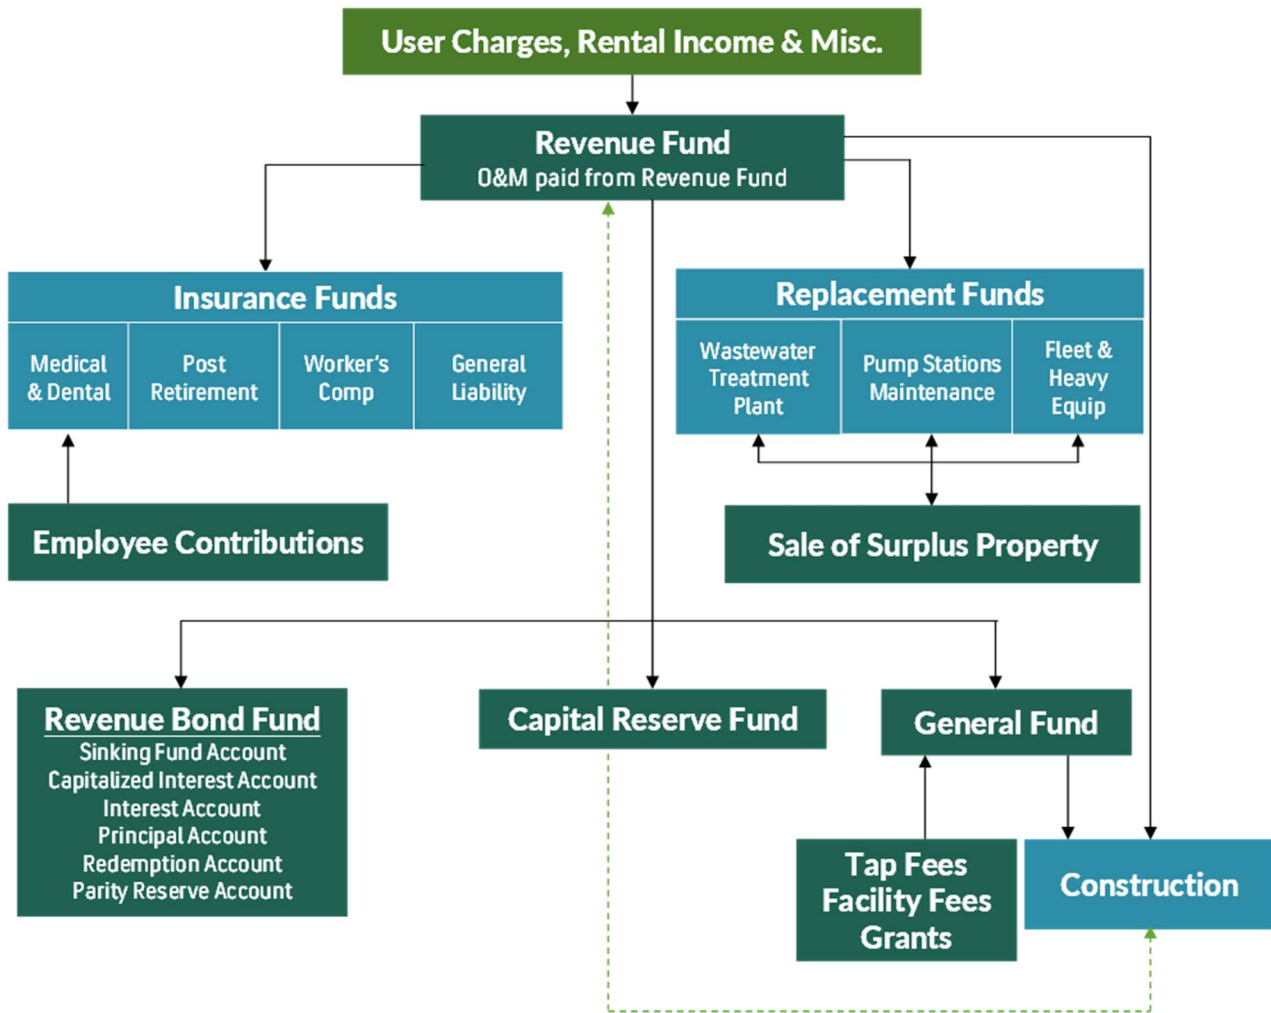 User Charges, Rental Income & Misc.
Revenue Fund
O&M paid from Revenue Fund
Insurance Funds
Medical
& Dental
Post
Retirement
Worker's
Comp
General
Liability
Replacement Funds
Wastewater
Treatment
Plant
Pump Stations
Maintenance
Fleet &
Heavy
Equip
Employee Contributions
Sale of Surplus Property
Revenue Bond Fund
Sinking Fund Account
Capitalized Interest Account
Interest Account
Principal Account
Redemption Account
Parity Reserve Account
Capital Reserve Fund
General Fund
Tap Fees
Facility Fees
Grants
Construction